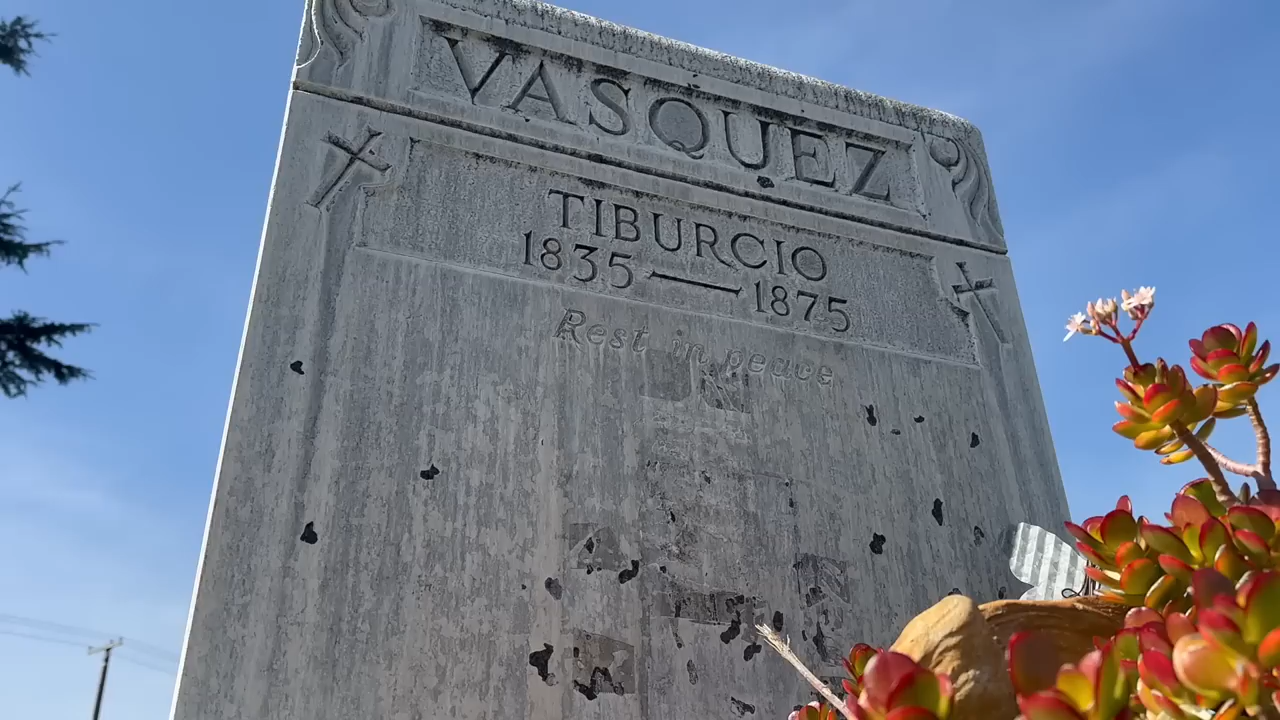 VASQUEZ
TIBURCIO
1835 — 1875
Rest in peace